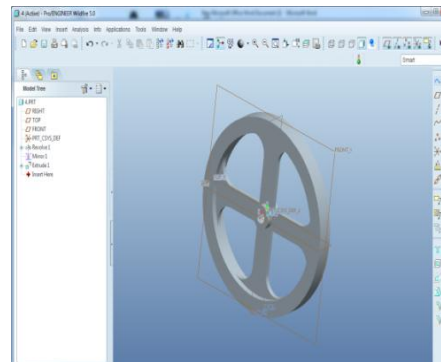 4 (Active) - Pro/ENGINEER Wildfire 5.0
File Edit View Insert Analysis Info Applications Tools Window Help
Smart
Model Tree
4.PRT
RIGHT
TOP
FRONT
PRT_CSYS_DEF
Revolve 1
Mirror 1
Extrude 1
Insert Here